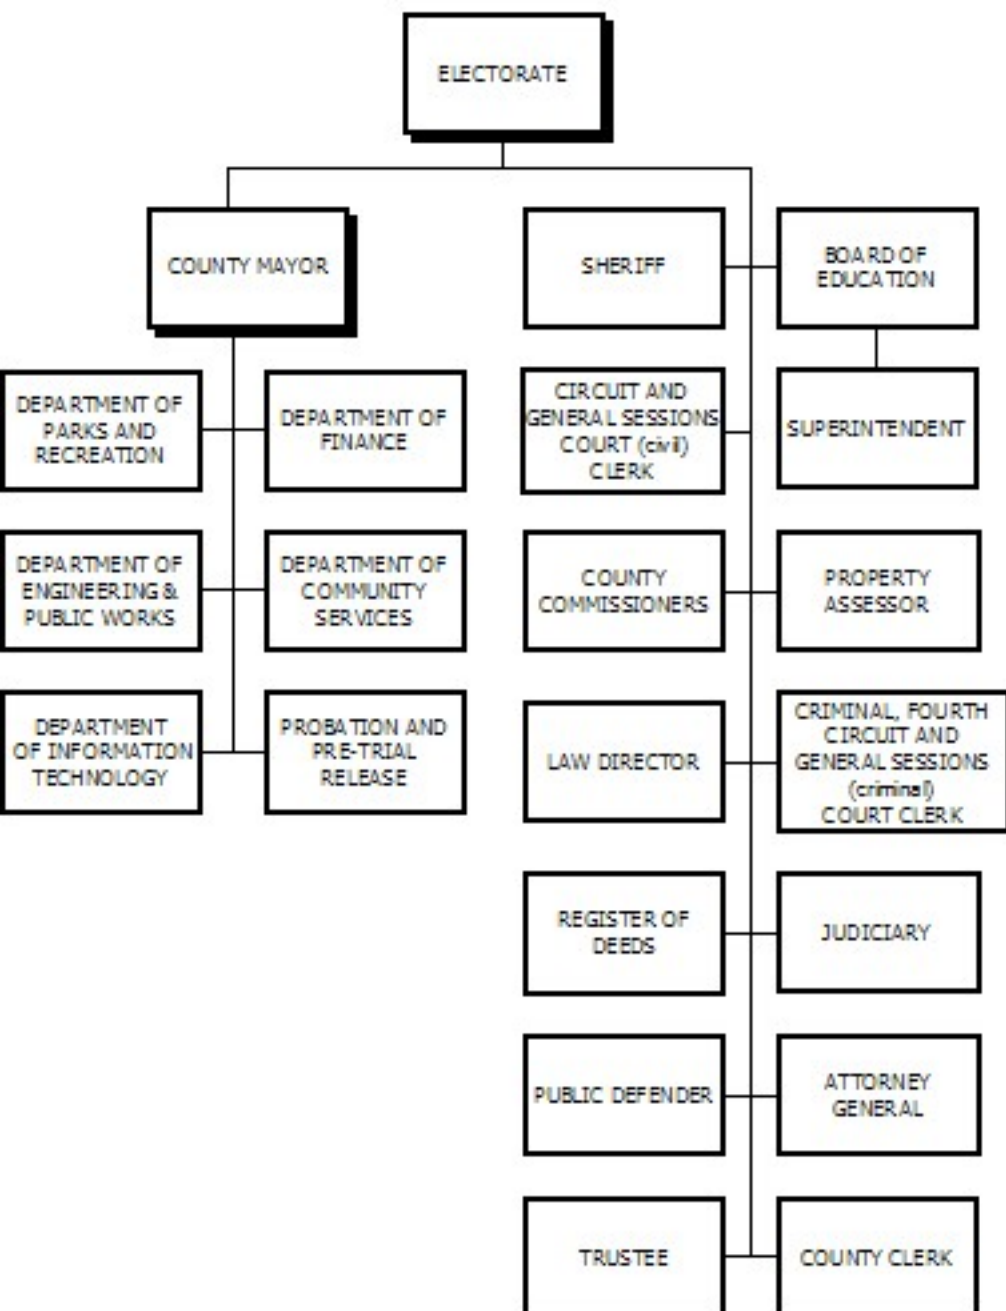 ELECTORATE
COUNTY MAYOR
SHERIFF
BOARD OF
EDUCATION
DEPARTMENT OF
PARKS AND
RECREATION
DEPARTMENT OF
FINANCE
CIRCUIT AND
GENERAL SESSIONS
COURT (civil)
CLERK
SUPERINTENDENT
DEPARTMENT OF
ENGINEERING &
PUBLIC WORKS
DEPARTMENT OF
COMMUNITY
SERVICES
COUNTY
COMMISSIONERS
PROPERTY
ASSESSOR
DEPARTMENT
OF INFORMATION
TECHNOLOGY
PROBATION AND
PRE-TRIAL
RELEASE
LAW DIRECTOR
CRIMINAL, FOURTH
CIRCUIT AND
GENERAL SESSIONS
(criminal)
COURT CLERK
REGISTER OF
DEEDS
JUDICIARY
PUBLIC DEFENDER
ATTORNEY
GENERAL
TRUSTEE
COUNTY CLERK